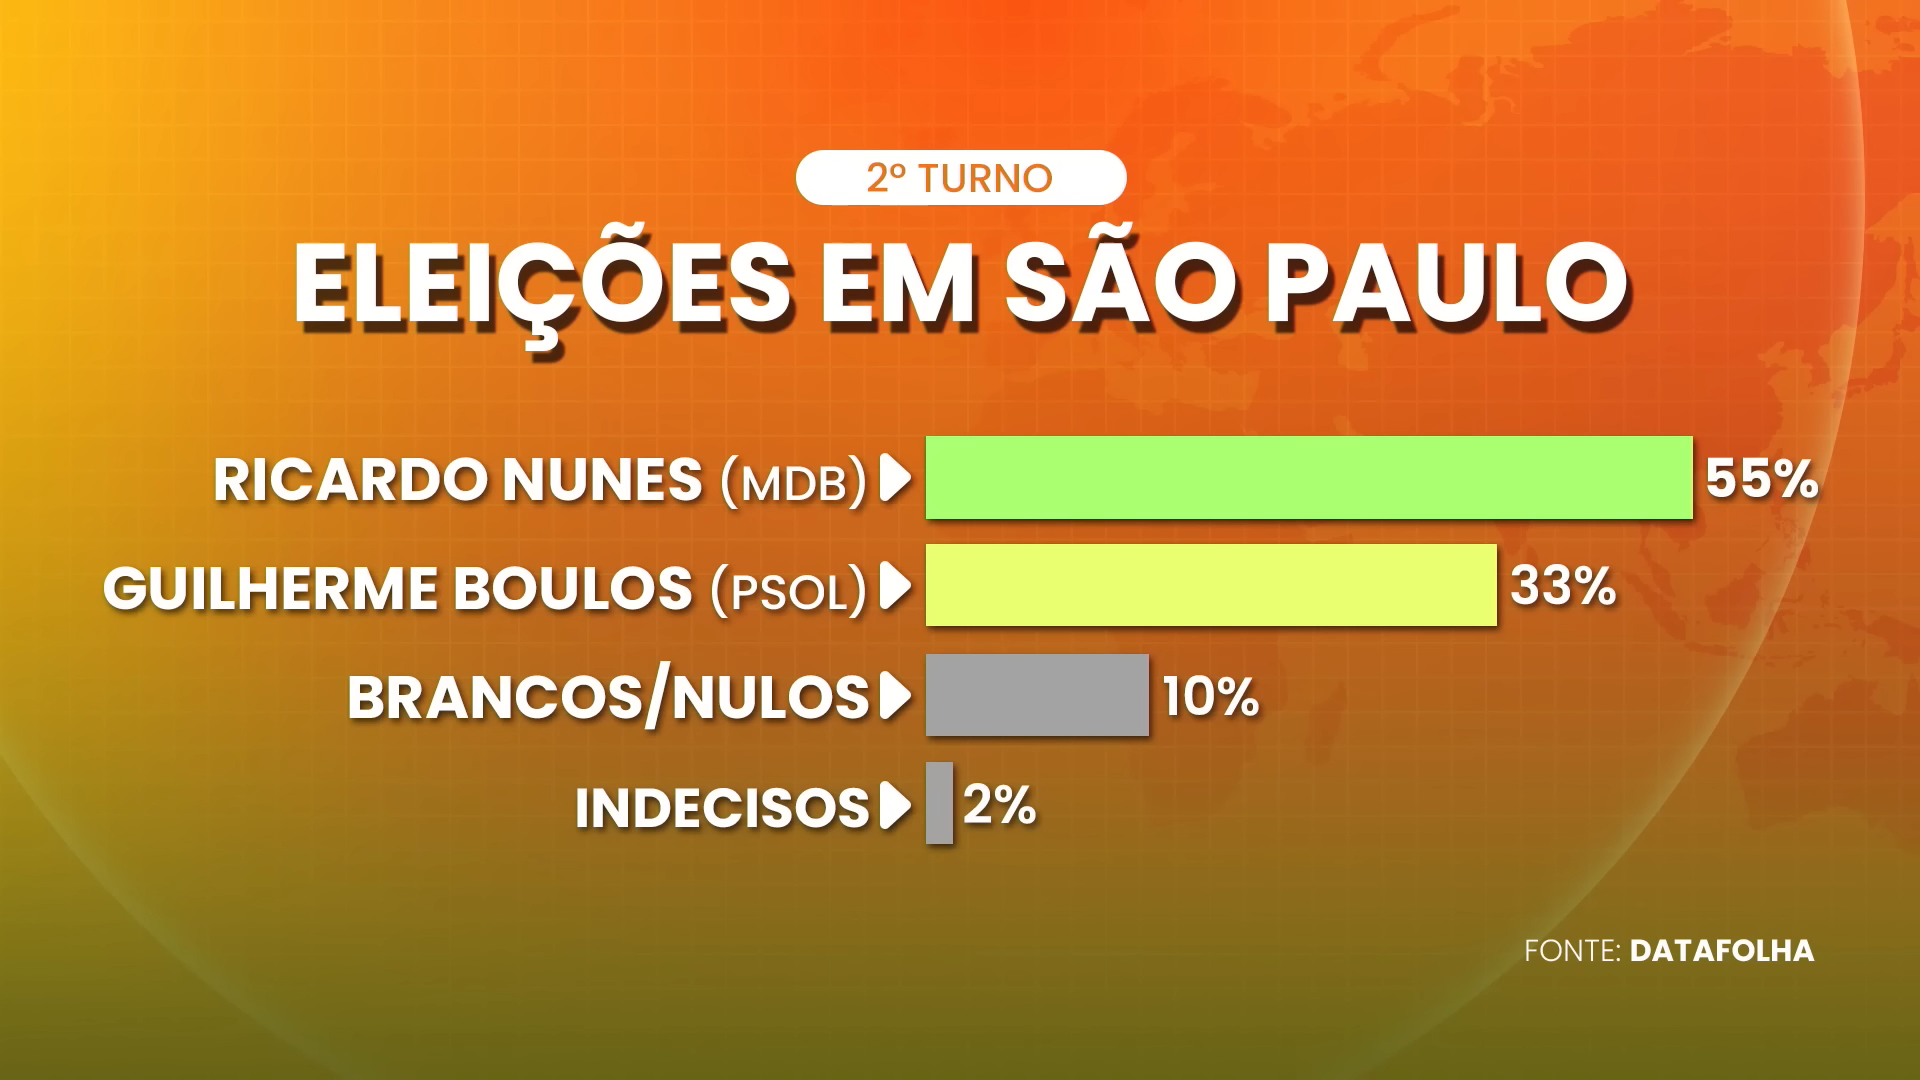 2º TURNO
ELEIÇÕES EM SÃO PAULO
RICARDO NUNES (MDB) 55%
GUILHERME BOULOS (PSOL) 33%
BRANCOS/NULOS 10%
INDECISOS 2%
FONTE: DATAFOLHA